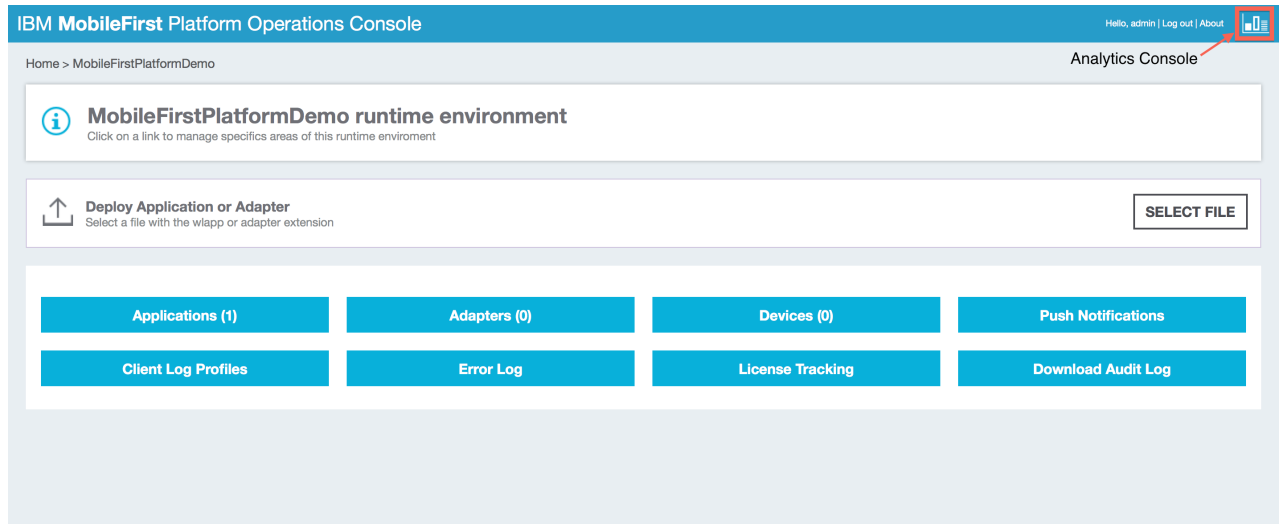 IBM MobileFirst Platform Operations Console
Hello, admin | Log out | About
Analytics Console
Home > MobileFirstPlatformDemo
MobileFirstPlatformDemo runtime environment
Click on a link to manage specifics areas of this runtime enviroment
Deploy Application or Adapter
Select a file with the wlapp or adapter extension
SELECT FILE
Applications (1)
Adapters (0)
Devices (0)
Push Notifications
Client Log Profiles
Error Log
License Tracking
Download Audit Log